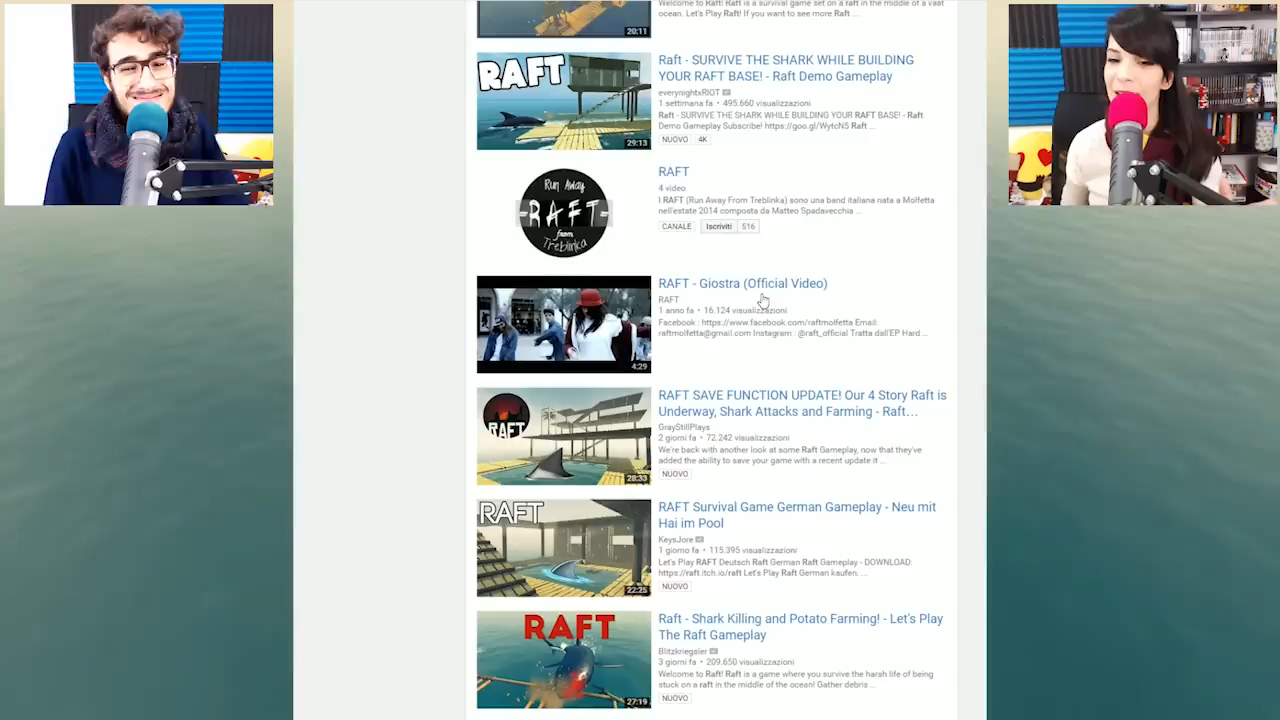 Welcome to Raft! Raft is a survival game set on a raft in the middle of a vast
ocean. Let's Play Raft! If you want to see more Raft ...
20:11
RAFT
29:13
Raft - SURVIVE THE SHARK WHILE BUILDING
YOUR RAFT BASE! - Raft Demo Gameplay
everynightxRIOT
1 settimana fa • 495.660 visualizzazioni
Raft - SURVIVE THE SHARK WHILE BUILDING YOUR RAFT BASE! - Raft
Demo Gameplay Subscribe! https://goo.gl/WytcN5 Raft ...
NUOVO 4K
Run Away
RAFT
from
Treblinka
RAFT
4 video
I RAFT (Run Away From Treblinka) sono una band italiana nata a Molfetta
nell'estate 2014 composta da Matteo Spadavecchia ...
CANALE Iscriviti 516
4:29
RAFT - Giostra (Official Video)
RAFT
1 anno fa • 16.124 visualizzazioni
Facebook : https://www.facebook.com/raftmolfetta Email:
raftmolfetta@gmail.com Instagram : @raft_official Tratta dall'EP Hard ...
RAFT
28:33
RAFT SAVE FUNCTION UPDATE! Our 4 Story Raft is
Underway, Shark Attacks and Farming - Raft...
GrayStillPlays
2 giorni fa • 72.242 visualizzazioni
We're back with another look at some Raft Gameplay, now that they've
added the ability to save your game with a recent update it ...
NUOVO
RAFT
22:25
RAFT Survival Game German Gameplay - Neu mit
Hai im Pool
KeysJore
1 giorno fa • 115.395 visualizzazioni
Let's Play RAFT Deutsch Raft German Raft Gameplay - DOWNLOAD:
https://raft.itch.io/raft Let's Play Raft German kaufen. ...
NUOVO
RAFT
27:19
Raft - Shark Killing and Potato Farming! - Let's Play
The Raft Gameplay
Blitzkriegsler
3 giorni fa • 209.650 visualizzazioni
Welcome to Raft! Raft is a game where you survive the harsh life of being
stuck on a raft in the middle of the ocean! Gather debris ...
NUOVO